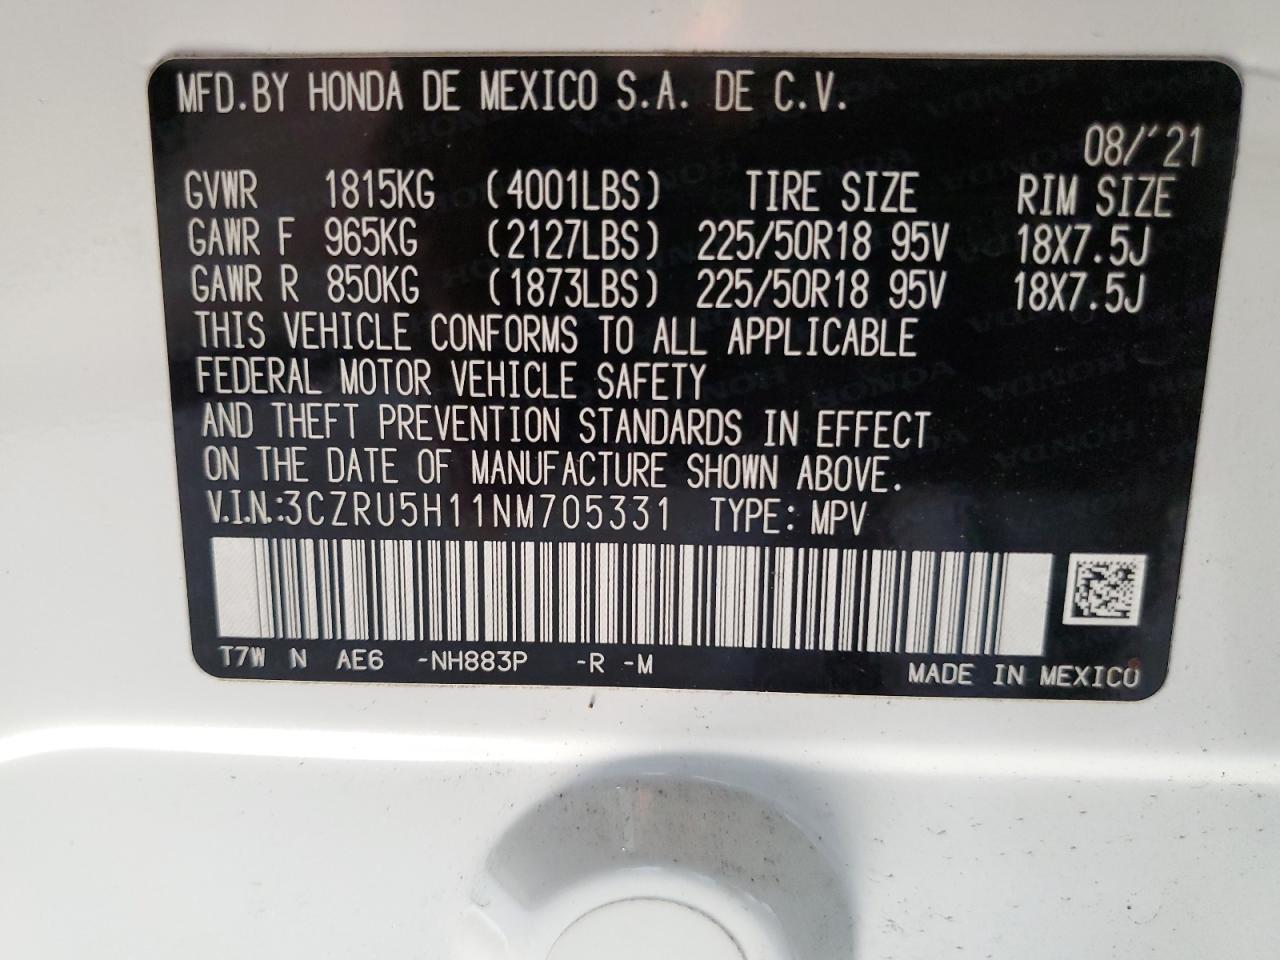 MFD.BY HONDA DE MEXICO S.A. DE C.V.
08/'21
GVWR 1815KG (4001LBS) TIRE SIZE RIM SIZE
GAWR F 965KG (2127LBS) 225/50R18 95V 18X7.5J
GAWR R 850KG (1873LBS) 225/50R18 95V 18X7.5J
THIS VEHICLE CONFORMS TO ALL APPLICABLE
FEDERAL MOTOR VEHICLE SAFETY
AND THEFT PREVENTION STANDARDS IN EFFECT
ON THE DATE OF MANUFACTURE SHOWN ABOVE.
V.I.N.:3CZRU5H11NM705331 TYPE: MPV
T7W N AE6 -NH883P -R -M
MADE IN MEXICO